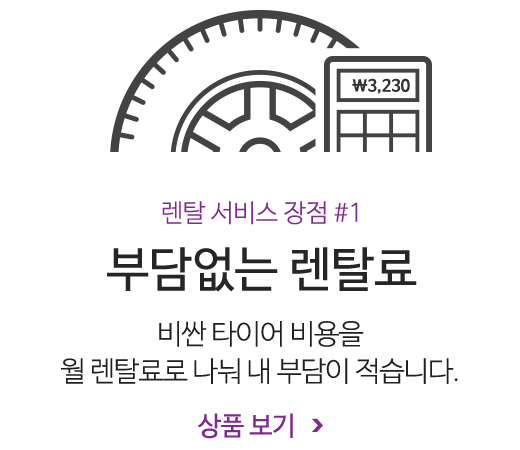 ₩3,230
렌탈 서비스 장점 #1
부담없는 렌탈료
비싼 타이어 비용을
월 렌탈료로 나눠 내 부담이 적습니다.
상품 보기 >